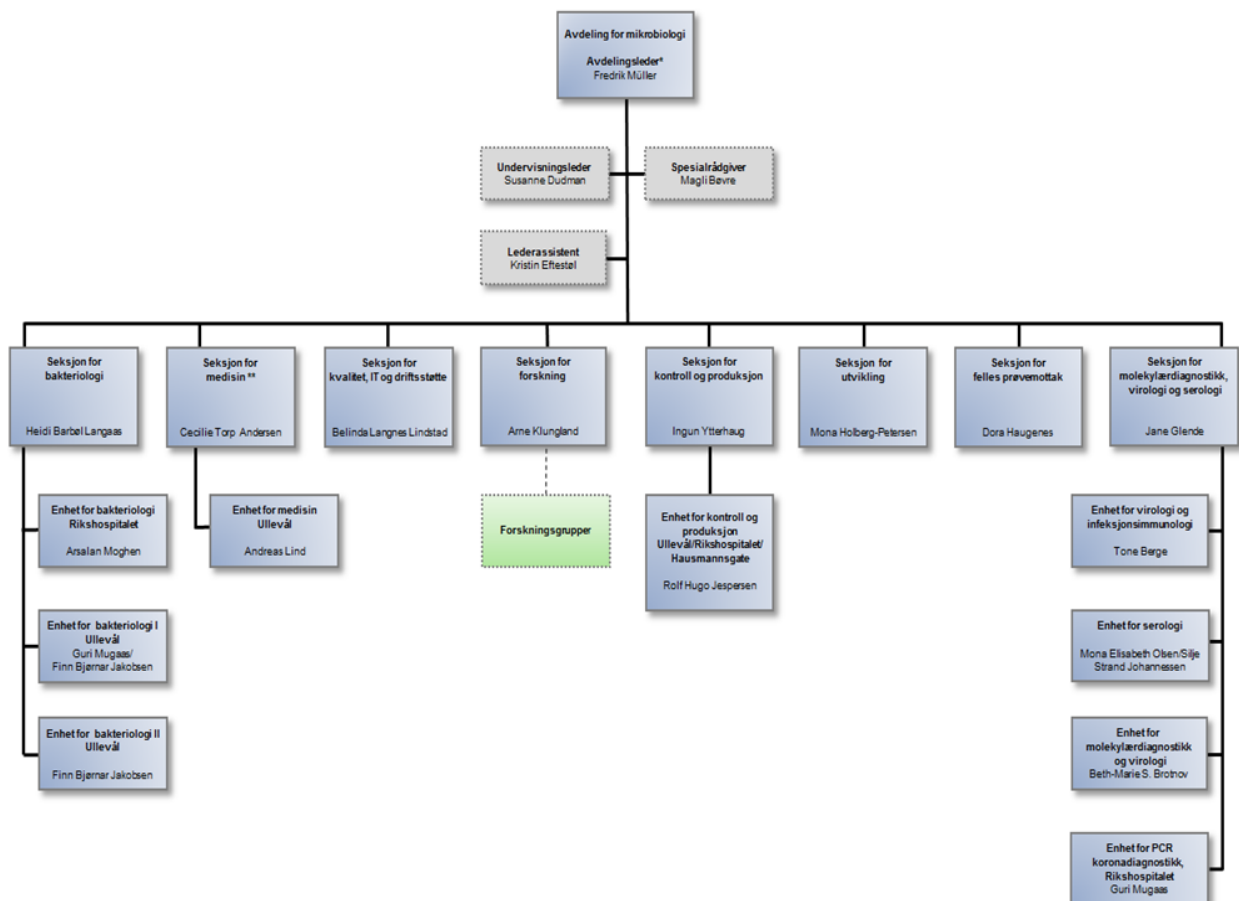 Avdeling for mikrobiologi
Avdelingsleder*
Fredrik Müller
Undervisningsleder
Susanne Dudman
Spesialrådgiver
Magli Bøvre
Lederassistent
Kristin Eftestøl
Seksjon for
bakteriologi
Heidi Barbøl Langaas
Seksjon for
medisin **
Cecilie Torp Andersen
Seksjon for
kvalitet, IT og driftsstøtte
Belinda Langnes Lindstad
Seksjon for
forskning
Arne Klungland
Seksjon for
kontroll og produksjon
Ingun Ytterhaug
Seksjon for
utvikling
Mona Holberg-Petersen
Seksjon for
felles prøvemottak
Dora Haugenes
Seksjon for
molekylærdiagnostikk,
virologi og serologi
Jane Glende
Enhet for bakteriologi
Rikshospitalet
Arsalan Moghen
Enhet for bakteriologi I
Ullevål
Guri Mugaas/
Finn Bjørnar Jakobsen
Enhet for bakteriologi II
Ullevål
Finn Bjørnar Jakobsen
Enhet for medisin
Ullevål
Andreas Lind
Forskningsgrupper
Enhet for kontroll og
produksjon
Ullevål/Rikshospitalet/
Hausmannsgate
Rolf Hugo Jespersen
Enhet for virologi og
infeksjonsimmunologi
Tone Berge
Enhet for serologi
Mona Elisabeth Olsen/Silje
Strand Johannessen
Enhet for
molekylærdiagnostikk
og virologi
Beth-Marie S. Brotnov
Enhet for PCR
koronadiagnostikk,
Rikshospitalet
Guri Mugaas